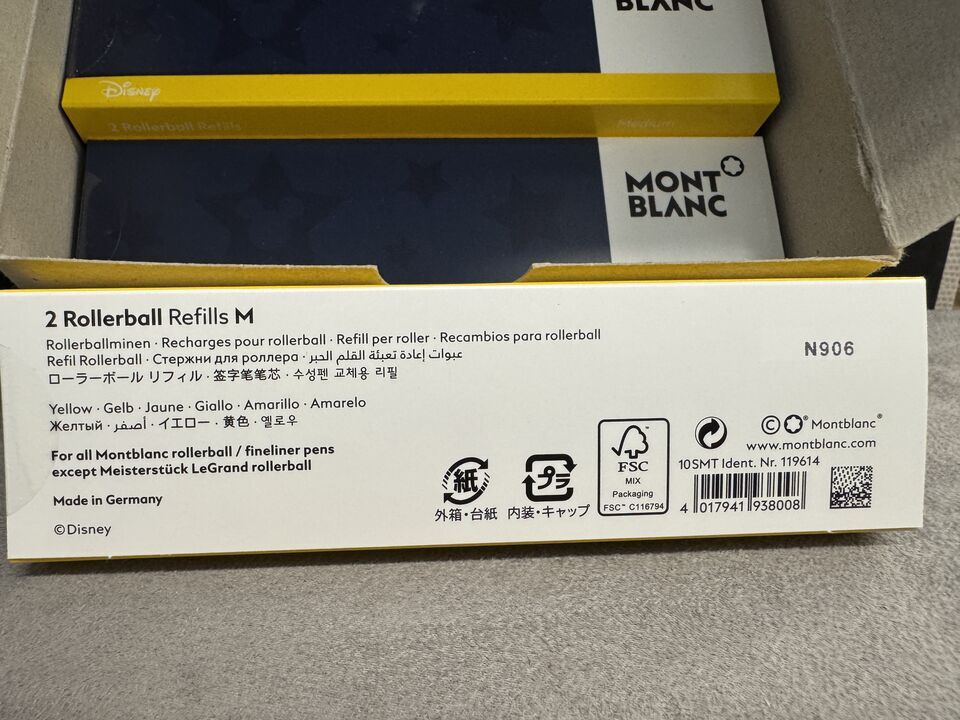 BLANC
Disney
2 Rollerball Refills Medium
MONT
BLANC
2 Rollerball Refills M
Rollerballminen · Recharges pour rollerball · Refill per roller · Recambios para rollerball
Refil Rollerball · Стержни для роллера · عبوات إعادة تعبئة القلم الحبر
ローラーボール リフィル · 签字笔笔芯 · 수성펜 교체용 리필
N906
Yellow · Gelb · Jaune · Giallo · Amarillo · Amarelo
Желтый · أصفر · イエロー · 黄色 · 옐로우
For all Montblanc rollerball / fineliner pens
except Meisterstück LeGrand rollerball
Made in Germany
©Disney
紙
外箱・台紙
プラ
内装・キャップ
FSC
MIX
Packaging
FSC™ C116794
© Montblanc®
www.montblanc.com
10SMT Ident. Nr. 119614
4 017941 938008